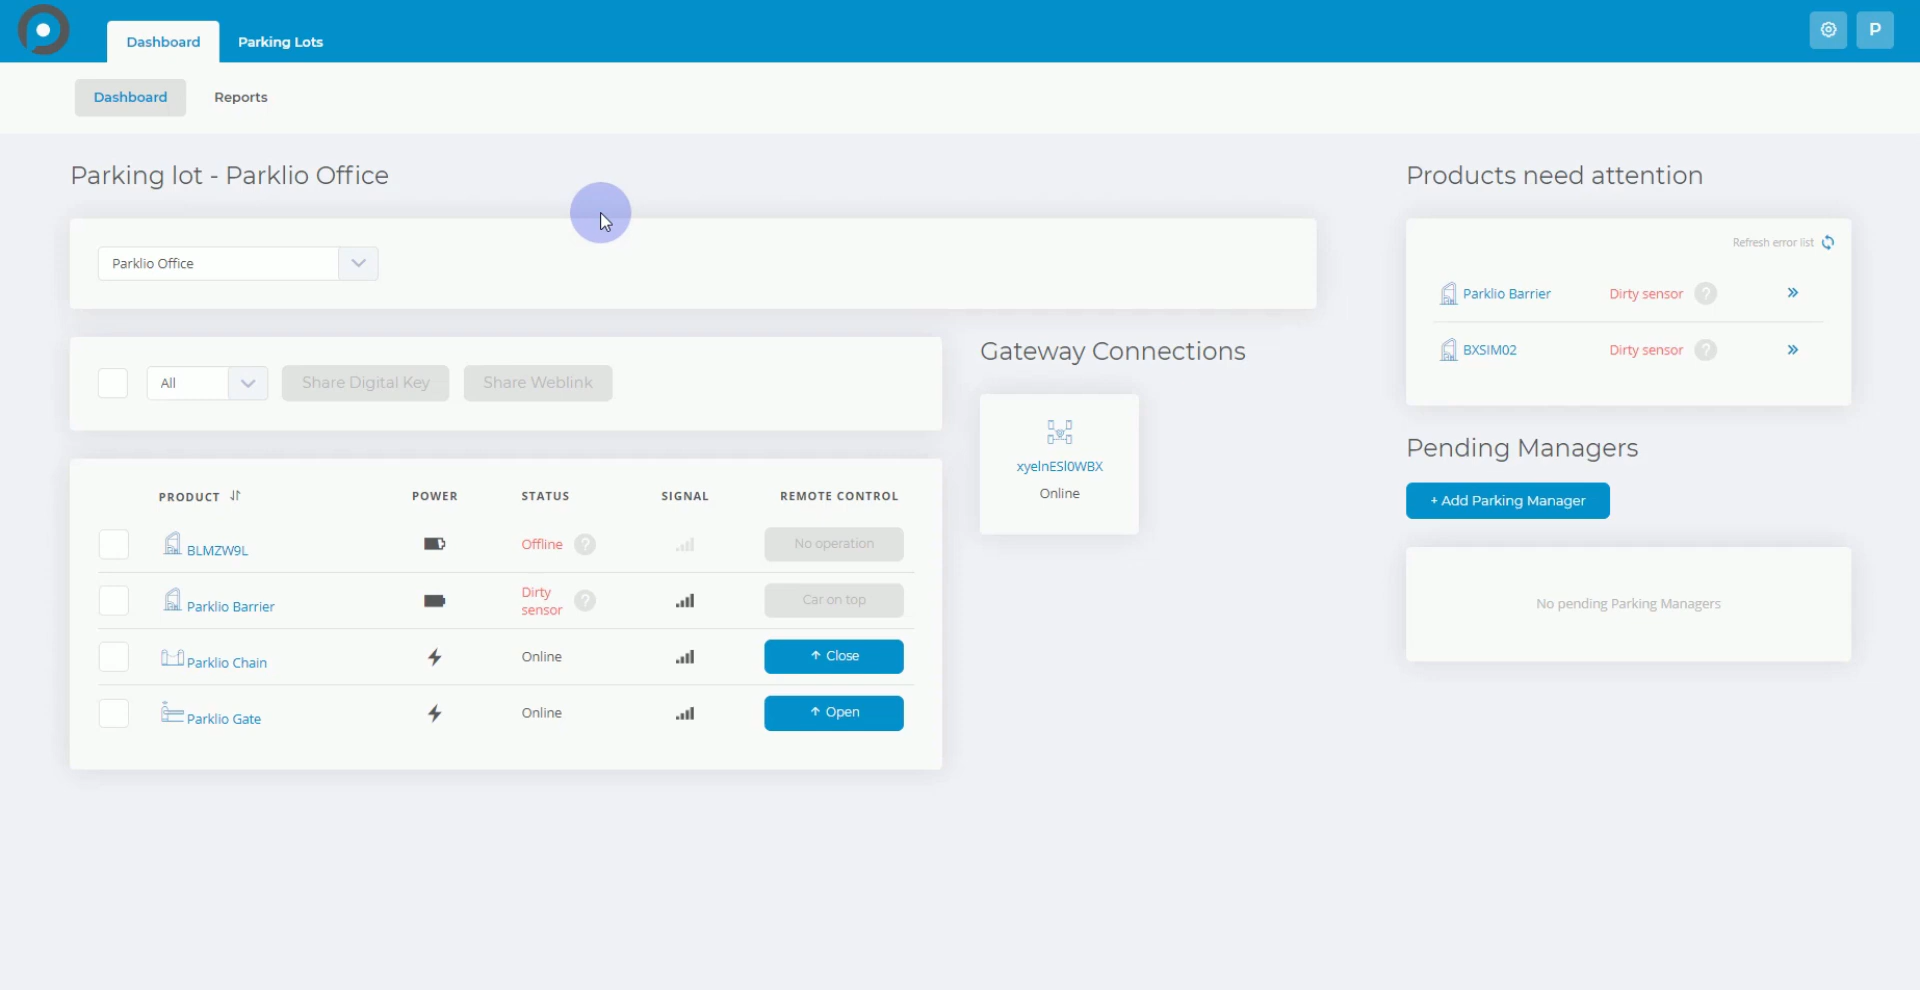 Dashboard
Parking Lots
P
Dashboard
Reports
Parking lot - Parklio Office
Parklio Office
All
Share Digital Key
Share Weblink
PRODUCT
POWER
STATUS
SIGNAL
REMOTE CONTROL
BLMZW9L
Offline
?
No operation
Parklio Barrier
Dirty
sensor
?
Car on top
Parklio Chain
Online
↑ Close
Parklio Gate
Online
↑ Open
Gateway Connections
xyelnESl0WBX
Online
Products need attention
Refresh error list
Parklio Barrier
Dirty sensor
?
»
BXSIM02
Dirty sensor
?
»
Pending Managers
+ Add Parking Manager
No pending Parking Managers